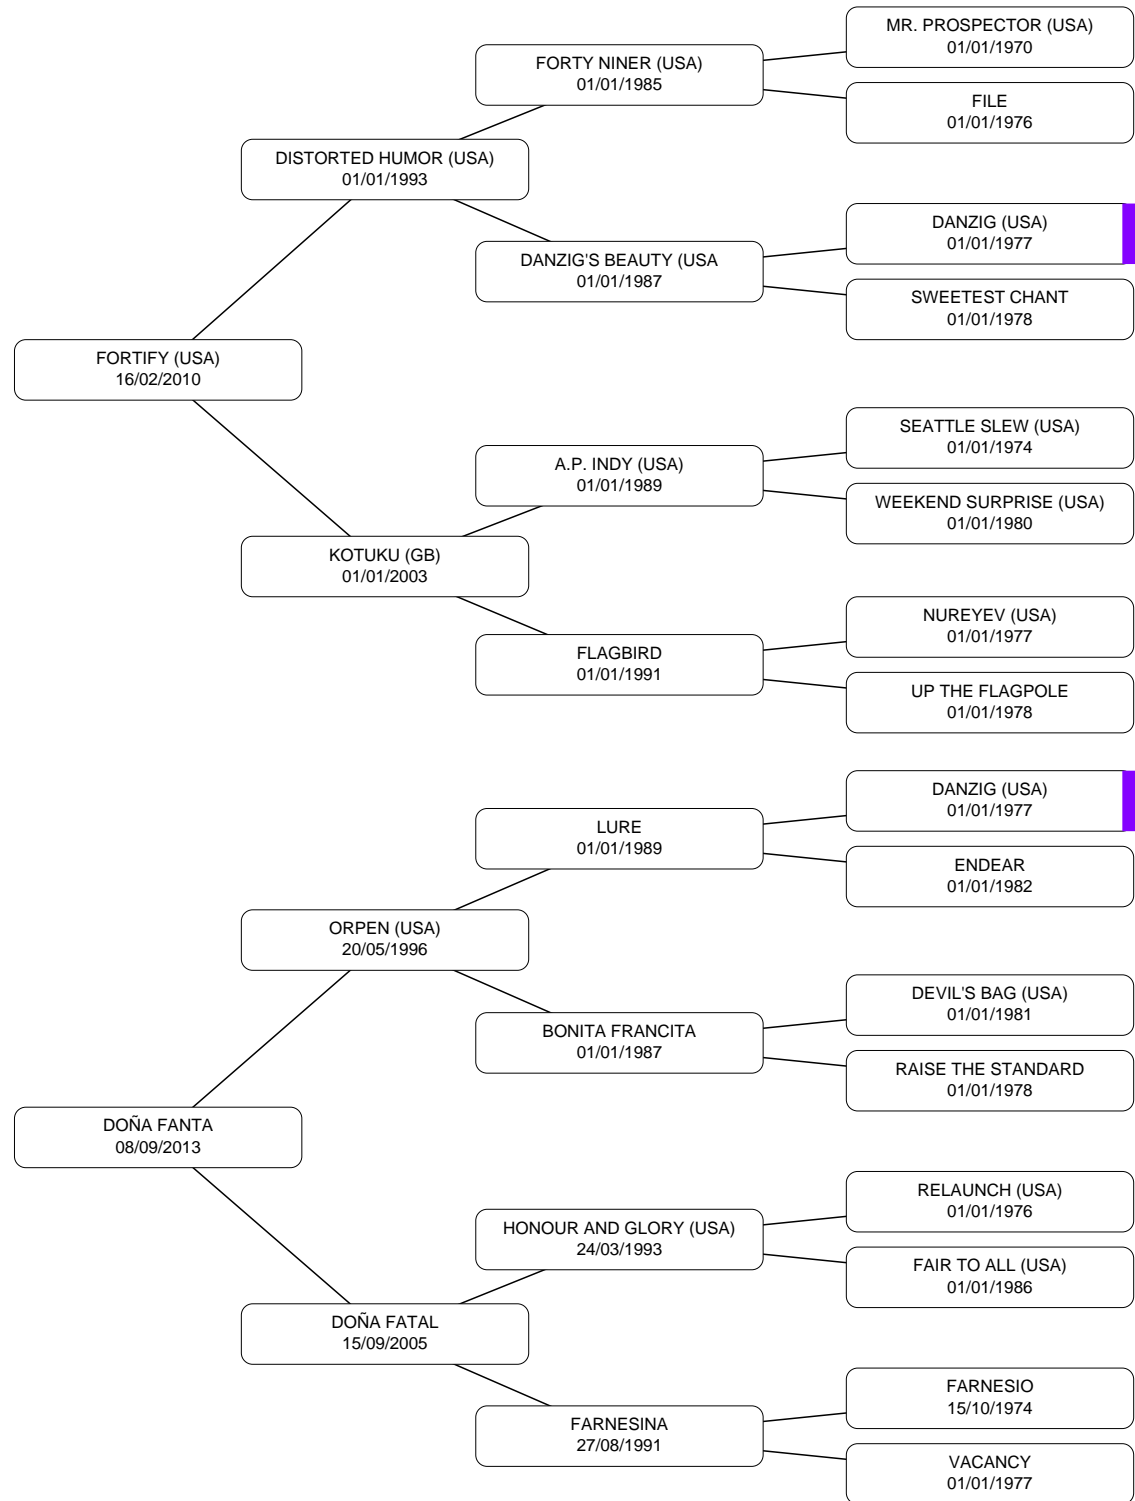 MR. PROSPECTOR (USA)
01/01/1970
FORTY NINER (USA)
01/01/1985
FILE
01/01/1976
DISTORTED HUMOR (USA)
01/01/1993
DANZIG (USA)
01/01/1977
DANZIG'S BEAUTY (USA
01/01/1987
SWEETEST CHANT
01/01/1978
FORTIFY (USA)
16/02/2010
SEATTLE SLEW (USA)
01/01/1974
A.P. INDY (USA)
01/01/1989
WEEKEND SURPRISE (USA)
01/01/1980
KOTUKU (GB)
01/01/2003
NUREYEV (USA)
01/01/1977
FLAGBIRD
01/01/1991
UP THE FLAGPOLE
01/01/1978
DANZIG (USA)
01/01/1977
LURE
01/01/1989
ENDEAR
01/01/1982
ORPEN (USA)
20/05/1996
DEVIL'S BAG (USA)
01/01/1981
BONITA FRANCITA
01/01/1987
RAISE THE STANDARD
01/01/1978
DOÑA FANTA
08/09/2013
RELAUNCH (USA)
01/01/1976
HONOUR AND GLORY (USA)
24/03/1993
FAIR TO ALL (USA)
01/01/1986
DOÑA FATAL
15/09/2005
FARNESIO
15/10/1974
FARNESINA
27/08/1991
VACANCY
01/01/1977